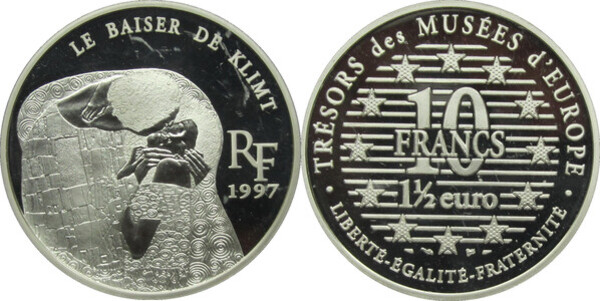 LE BAISER DE KLIMT
RF
1997
TRÉSORS des MUSÉES d'EUROPE
10
FRANCS
1½ euro
LIBERTÉ-ÉGALITÉ-FRATERNITÉ